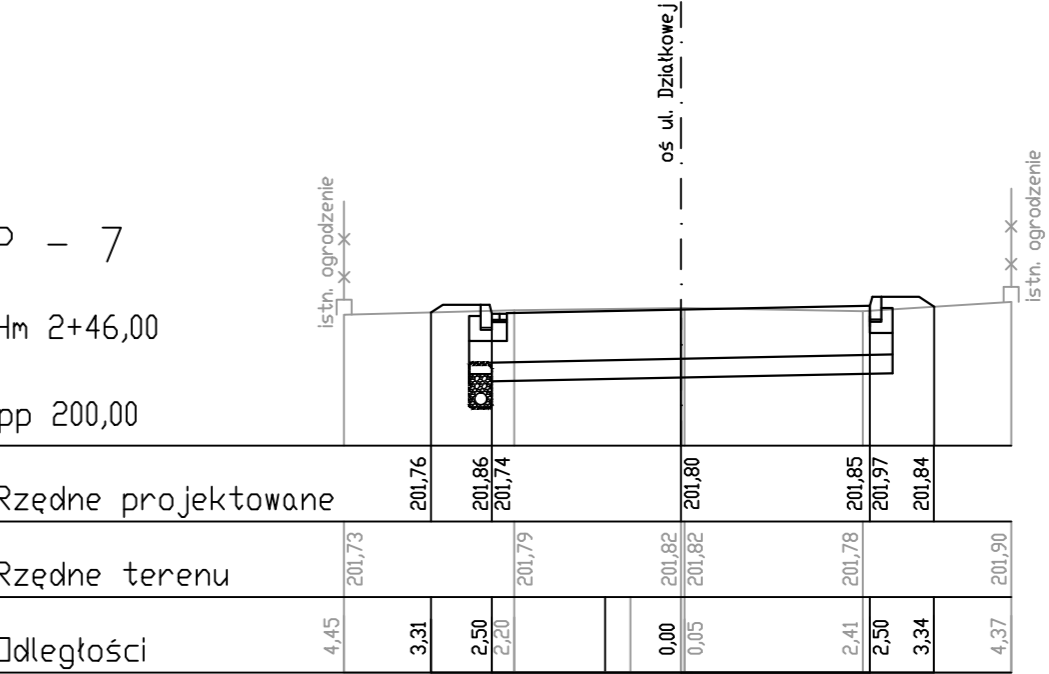 oś ul. Działkowej
istn. ogrodzenie
istn. ogrodzenie
P - 7
Hm 2+46,00
pp 200,00
Rzędne projektowane 201,76 201,86 201,74 201,80 201,85 201,97 201,84
Rzędne terenu 201,73 201,79 201,82 201,82 201,78 201,90
Odległości 4,45 3,31 2,50 2,20 0,00 0,05 2,41 2,50 3,34 4,37